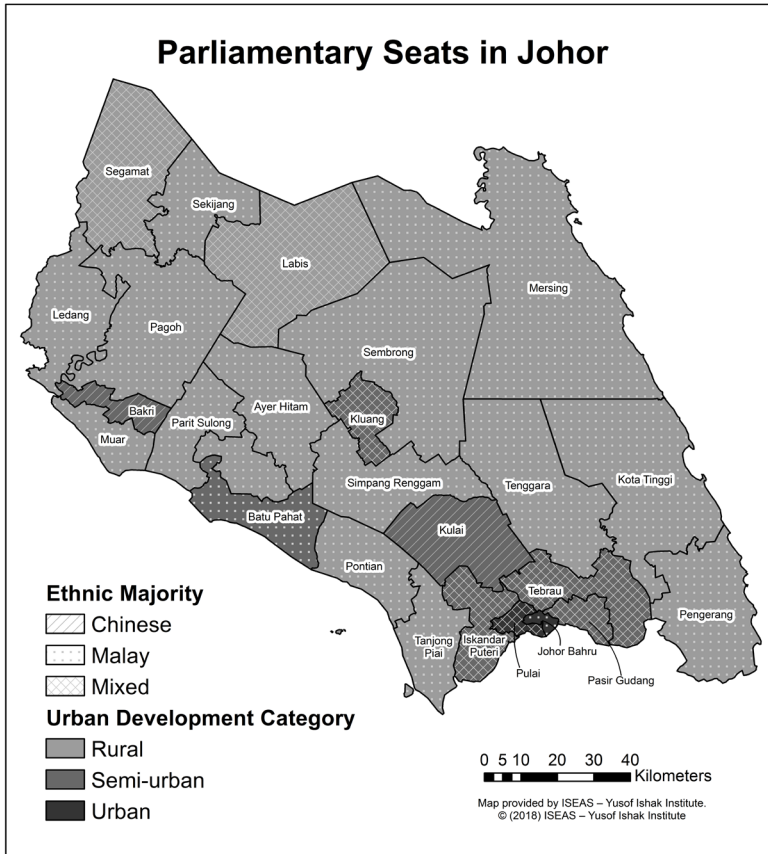 Parliamentary Seats in Johor
Segamat
Sekijang
Labis
Mersing
Ledang
Pagoh
Sembrong
Bakri
Parit Sulong
Ayer Hitam
Kluang
Muar
Simpang Renggam
Tenggara
Kota Tinggi
Batu Pahat
Kulai
Pontian
Tebrau
Pengerang
Tanjong
Piai
Iskandar
Puteri
Johor Bahru
Pulai
Pasir Gudang
Ethnic Majority
Chinese
Malay
Mixed
Urban Development Category
Rural
Semi-urban
Urban
0 5 10 20 30 40
Kilometers
Map provided by ISEAS – Yusof Ishak Institute.
© (2018) ISEAS – Yusof Ishak Institute